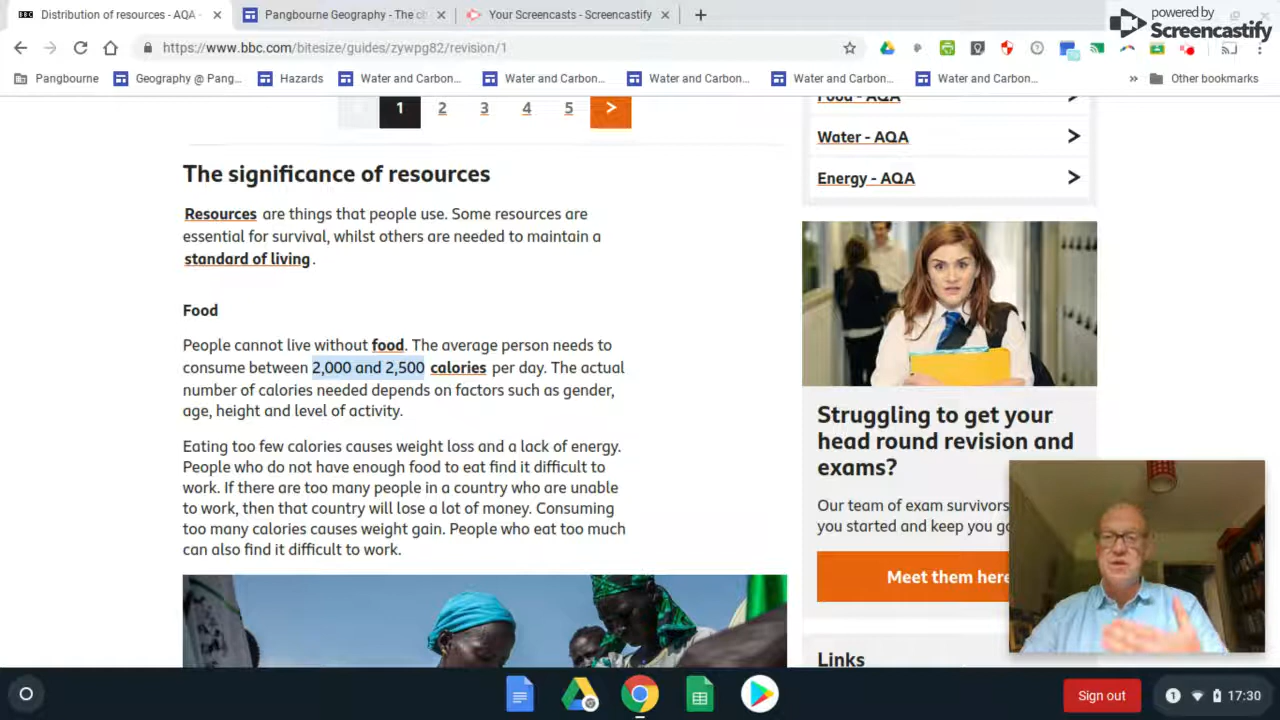 Distribution of resources - AQA -
Pangbourne Geography - The c
Your Screencasts - Screencastify
powered by
Screencastify
https://www.bbc.com/bitesize/guides/zywpg82/revision/1
Pangbourne
Geography @ Pang...
Hazards
Water and Carbon...
Water and Carbon...
Water and Carbon...
Water and Carbon...
Water and Carbon...
Other bookmarks
1 2 3 4 5 >
Food - AQA
Water - AQA
Energy - AQA
The significance of resources
Resources are things that people use. Some resources are
essential for survival, whilst others are needed to maintain a
standard of living.
Food
People cannot live without food. The average person needs to
consume between 2,000 and 2,500 calories per day. The actual
number of calories needed depends on factors such as gender,
age, height and level of activity.
Eating too few calories causes weight loss and a lack of energy.
People who do not have enough food to eat find it difficult to
work. If there are too many people in a country who are unable
to work, then that country will lose a lot of money. Consuming
too many calories causes weight gain. People who eat too much
can also find it difficult to work.
Struggling to get your
head round revision and
exams?
Our team of exam survivors
you started and keep you go
Meet them here
Links
Sign out
1
17:30